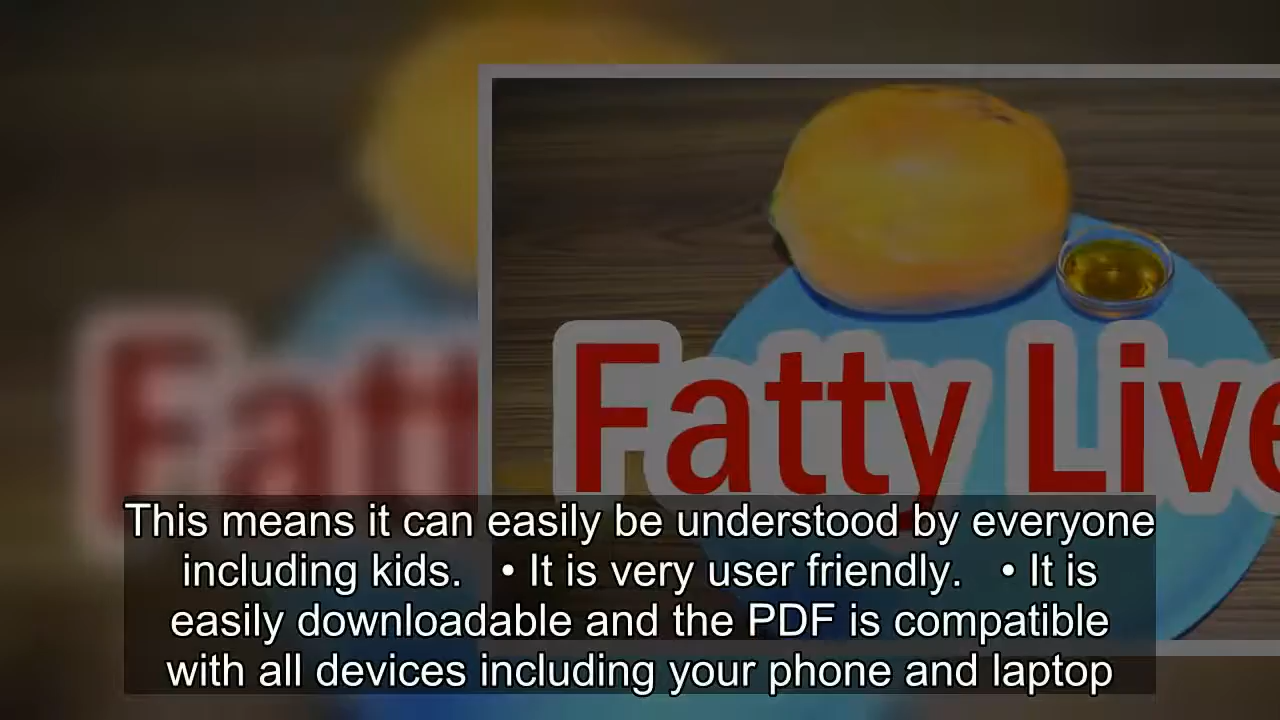 Fatty Live
Fatt
This means it can easily be understood by everyone
including kids. • It is very user friendly. • It is
easily downloadable and the PDF is compatible
with all devices including your phone and laptop